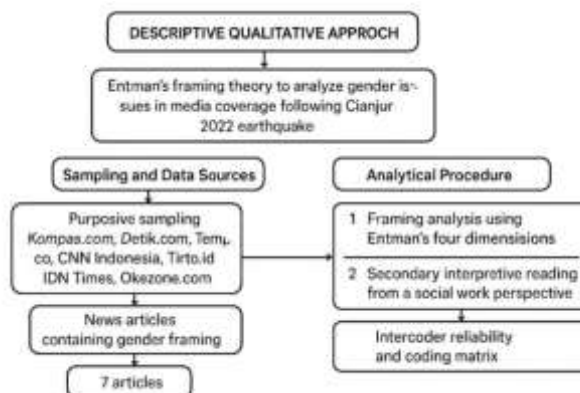 DESCRIPTIVE QUALITATIVE APPROCH
Entman's framing theory to analyze gender is-
sues in media coverage following Cianjur
2022 earthquake
Sampling and Data Sources
Purposive sampling
Kompas.com, Detik.com, Temp.
co, CNN Indonesia, Tirto.id
IDN Times, Okezone.com
News articles
containing gender framing
7 articles
Analytical Procedure
1 Framing analysis using
Entman's four dimensisions
2 Secondary interpretive reading
from a social work perspective
Intercoder reliability
and coding matrix